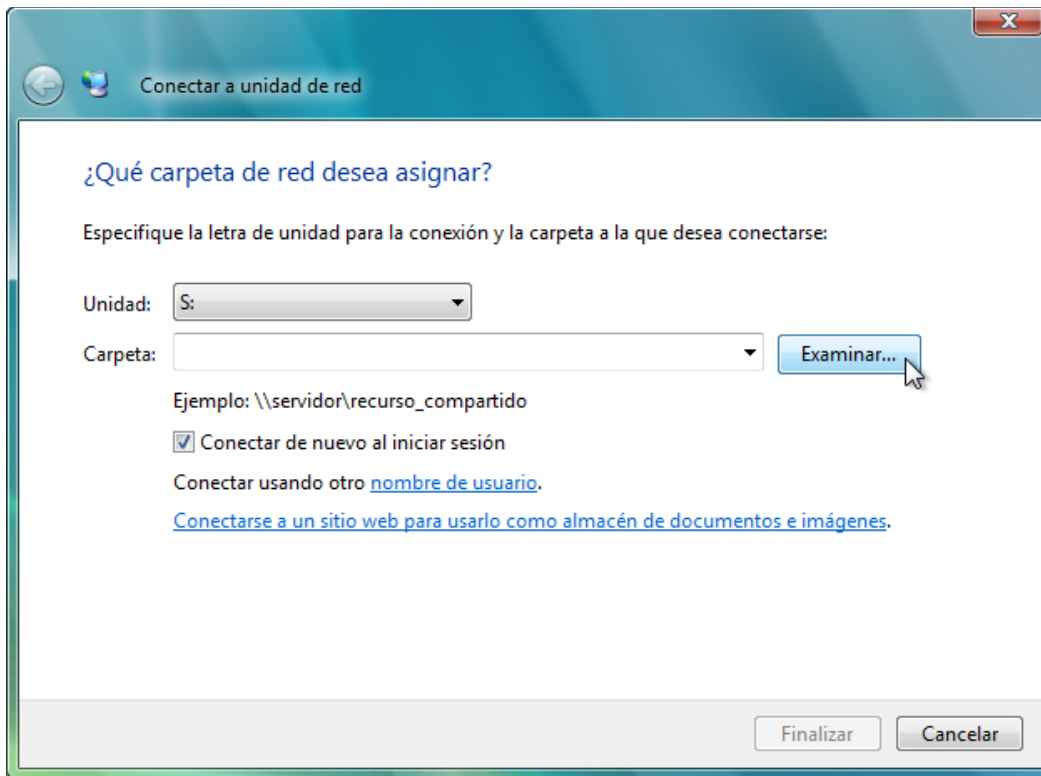 Conectar a unidad de red
¿Qué carpeta de red desea asignar?
Especifique la letra de unidad para la conexión y la carpeta a la que desea conectarse:
Unidad: S:
Carpeta: Examinar...
Ejemplo: \\servidor\recurso_compartido
Conectar de nuevo al iniciar sesión
Conectar usando otro nombre de usuario.
Conectarse a un sitio web para usarlo como almacén de documentos e imágenes.
Finalizar Cancelar